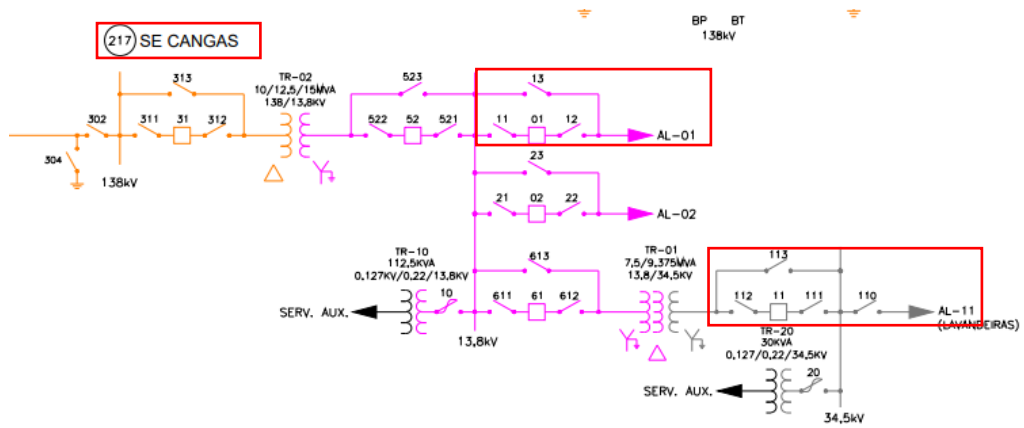 BP BT
138kV
217 SE CANGAS
313
TR-02
10/12,5/15MVA
138/13,8KV
523
13
302
311
31
312
522
52
521
11
01
12
AL-01
304
138kV
23
21
02
22
AL-02
TR-10
112,5KVA
0.127KV/0,22/13,8KV
613
TR-01
7,5/9,375MVA
13,8/34,5KV
113
SERV. AUX.
10
611
61
612
112
11
111
110
AL-11
(LAVANDEIRAS)
13,8kV
TR-20
30KVA
0,127/0,22/34,5KV
SERV. AUX.
20
34,5kV